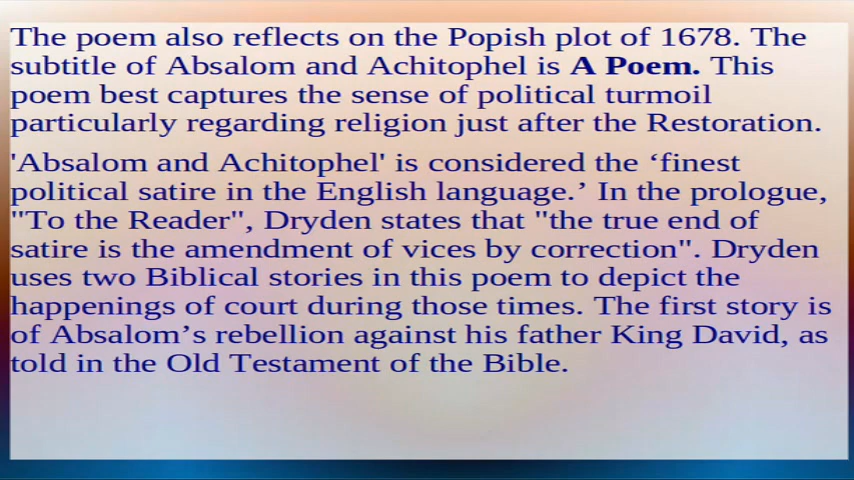 The poem also reflects on the Popish plot of 1678. The
subtitle of Absalom and Achitophel is A Poem. This
poem best captures the sense of political turmoil
particularly regarding religion just after the Restoration.
'Absalom and Achitophel' is considered the ‘finest
political satire in the English language.’ In the prologue,
"To the Reader", Dryden states that "the true end of
satire is the amendment of vices by correction". Dryden
uses two Biblical stories in this poem to depict the
happenings of court during those times. The first story is
of Absalom’s rebellion against his father King David, as
told in the Old Testament of the Bible.